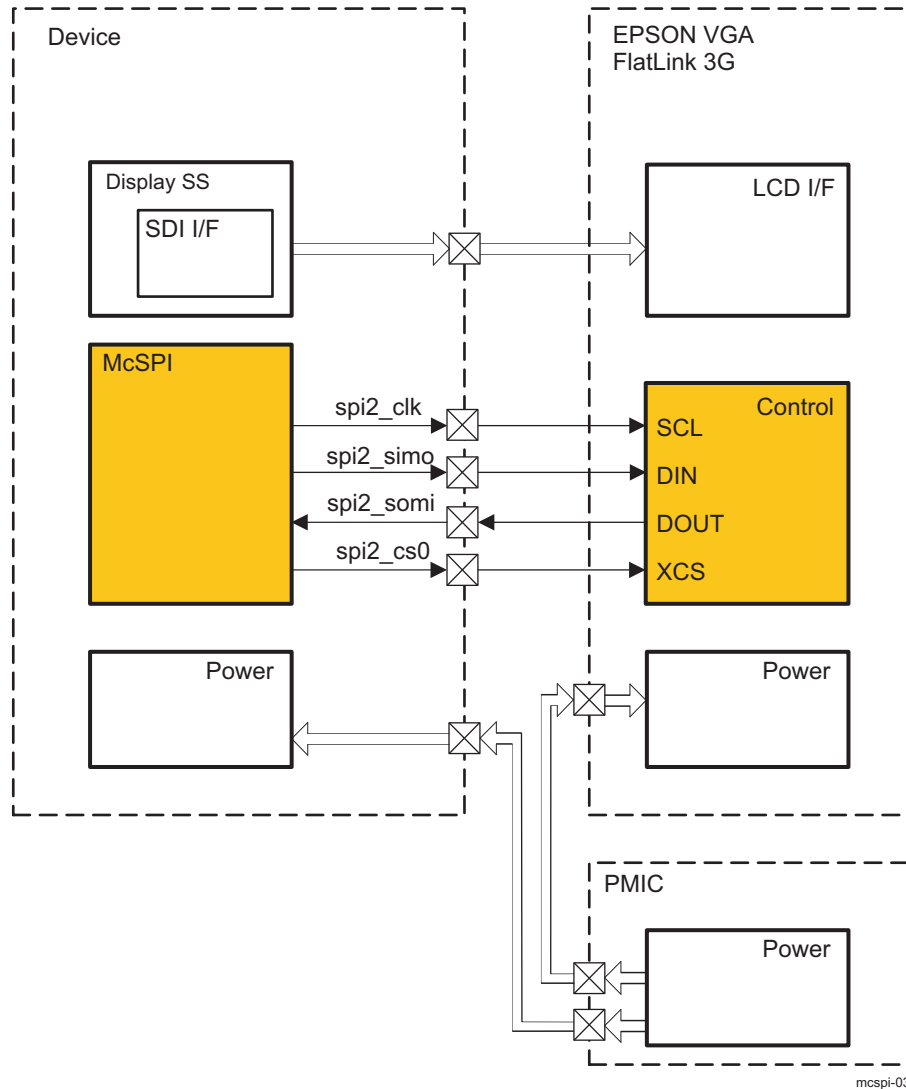 Device
EPSON VGA
FlatLink 3G
Display SS
SDI I/F
LCD I/F
McSPI
spi2_clk
spi2_simo
spi2_somi
spi2_cs0
Control
SCL
DIN
DOUT
XCS
Power
Power
PMIC
Power